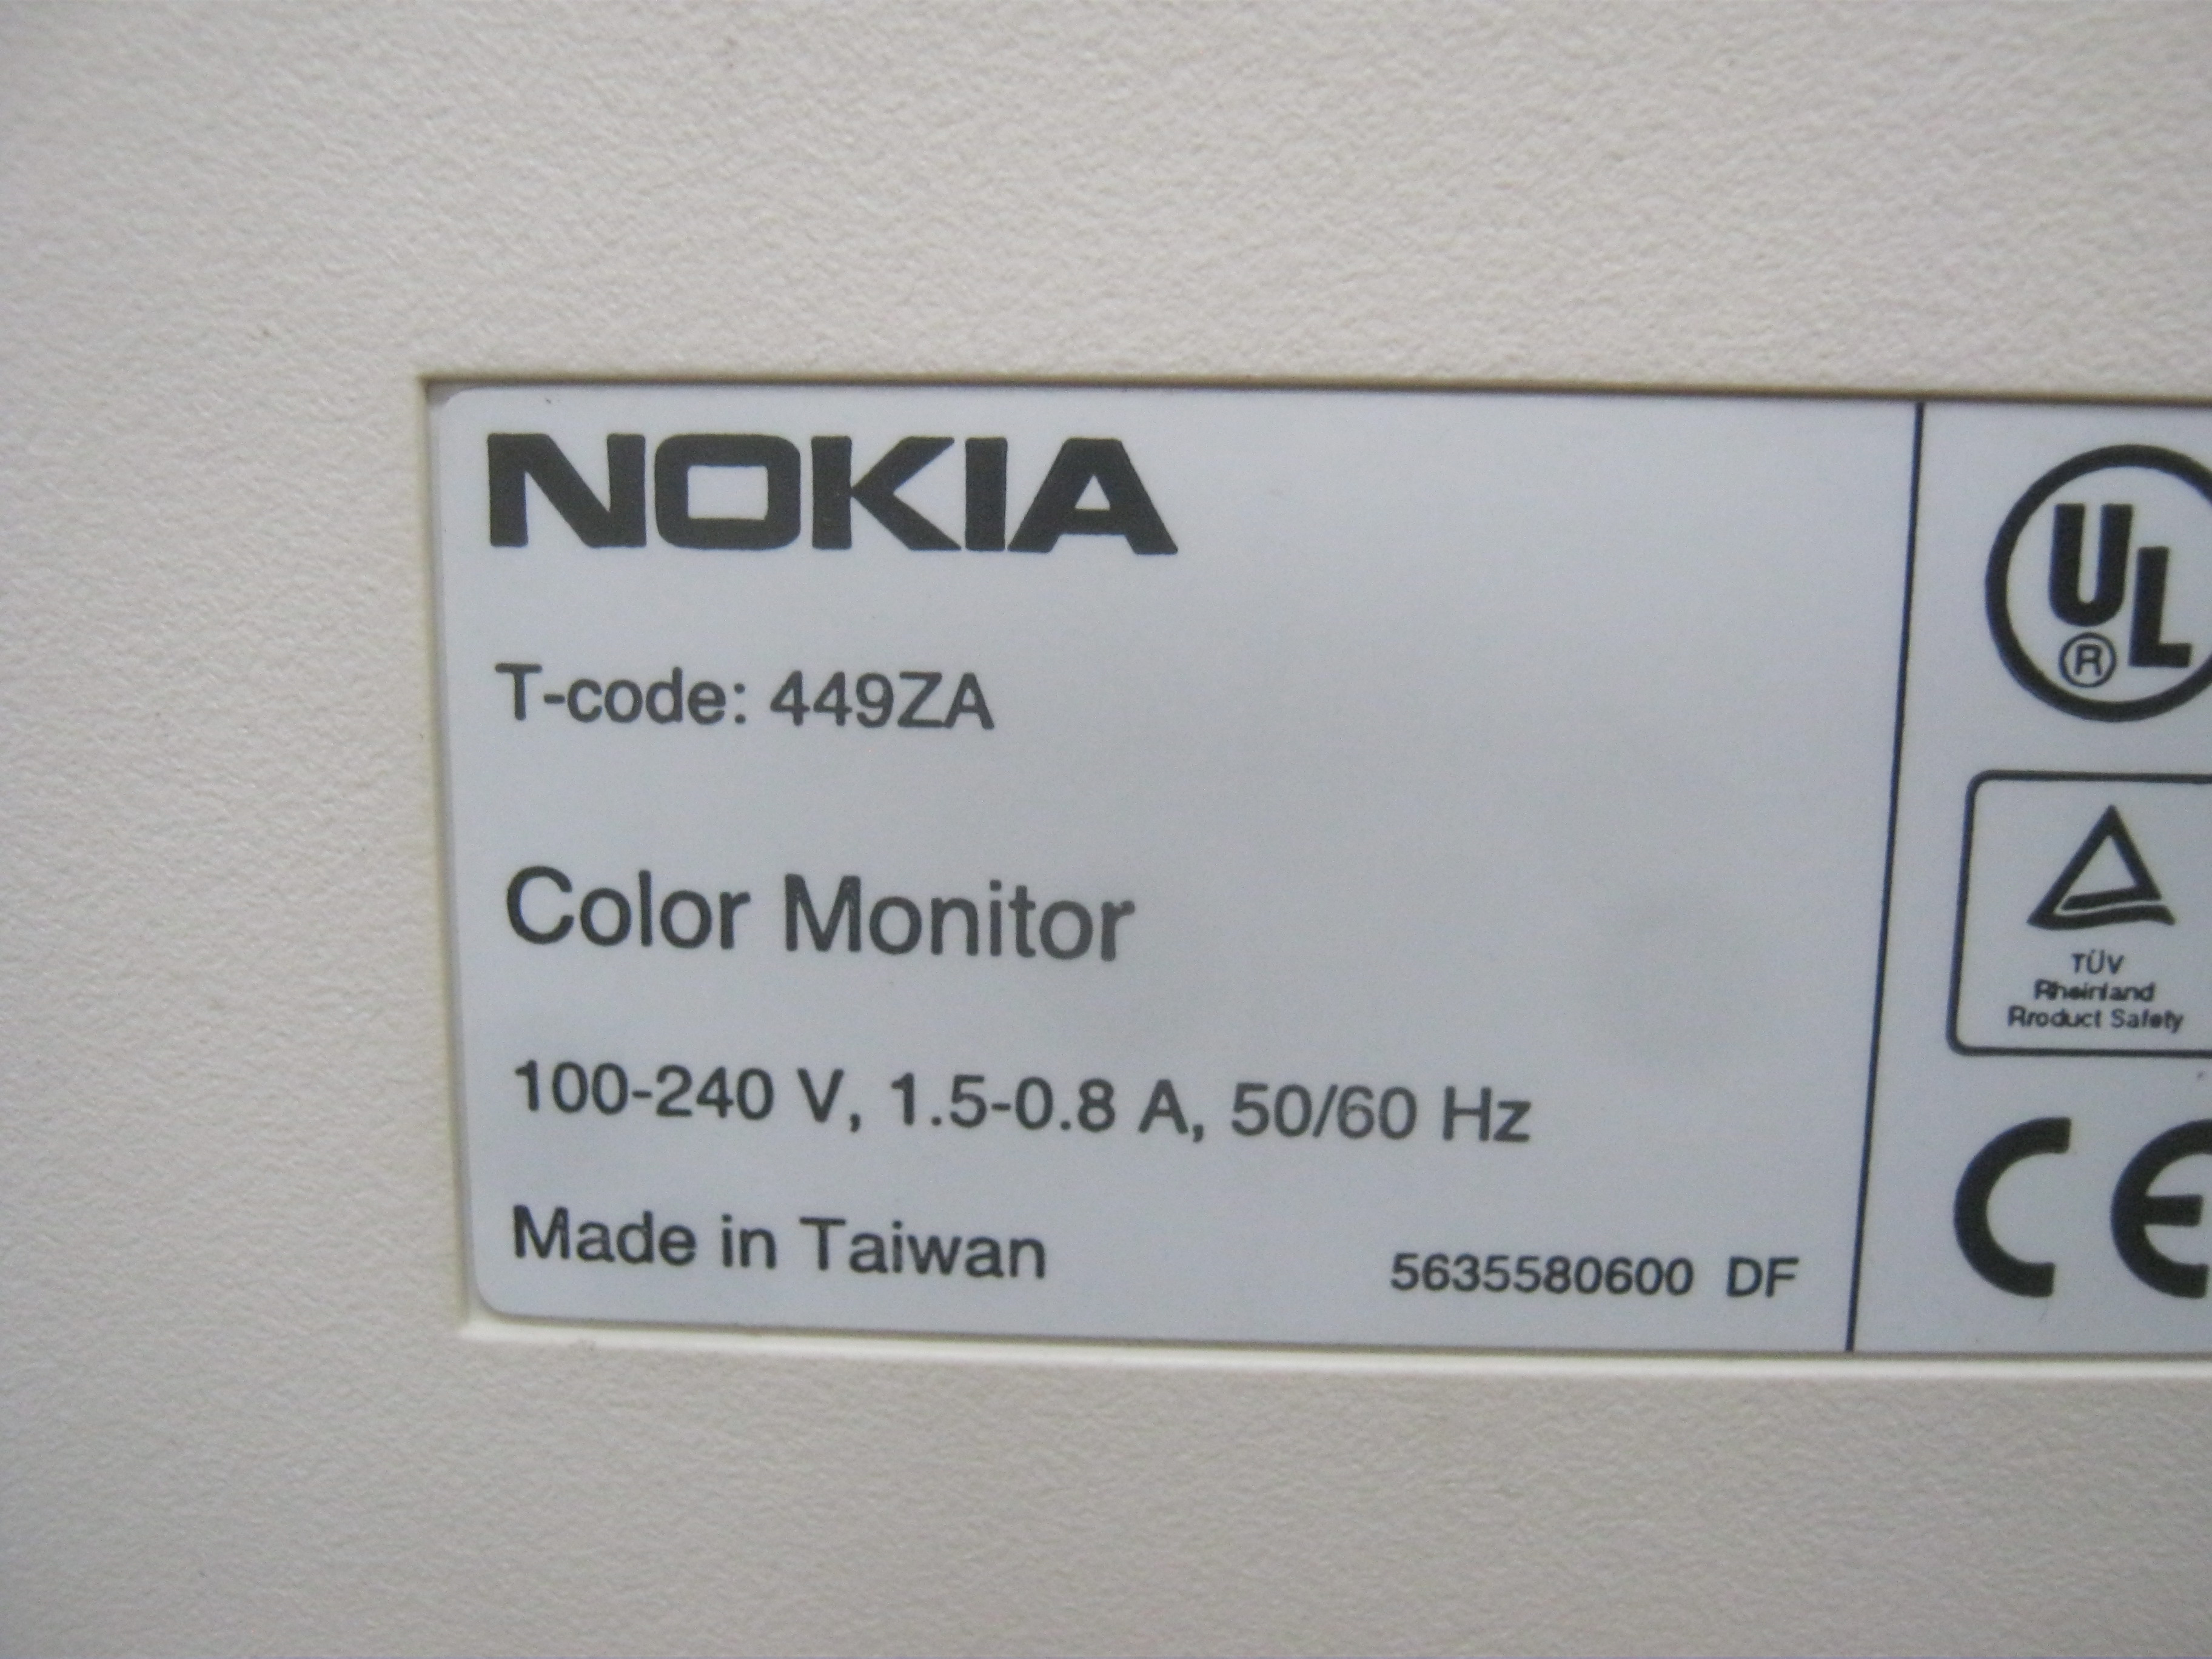 NOKIA
T-code: 449ZA
Color Monitor
100-240 V, 1.5-0.8 A, 50/60 Hz
Made in Taiwan
5635580600 DF
UL
®
TÜV
Rheinland
Product Safety
CE